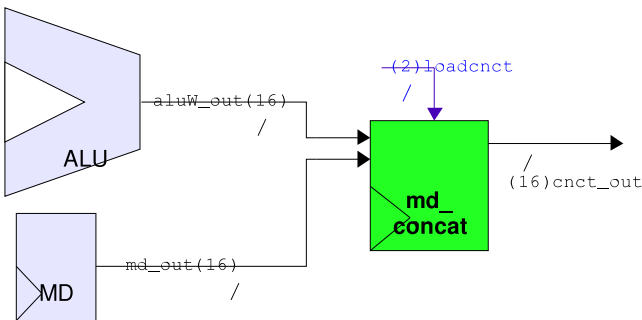 (2)loadcnct
/
aluW_out(16)
/
ALU
/
(16)cnct_out
md_
concat
md_out(16)
/
MD